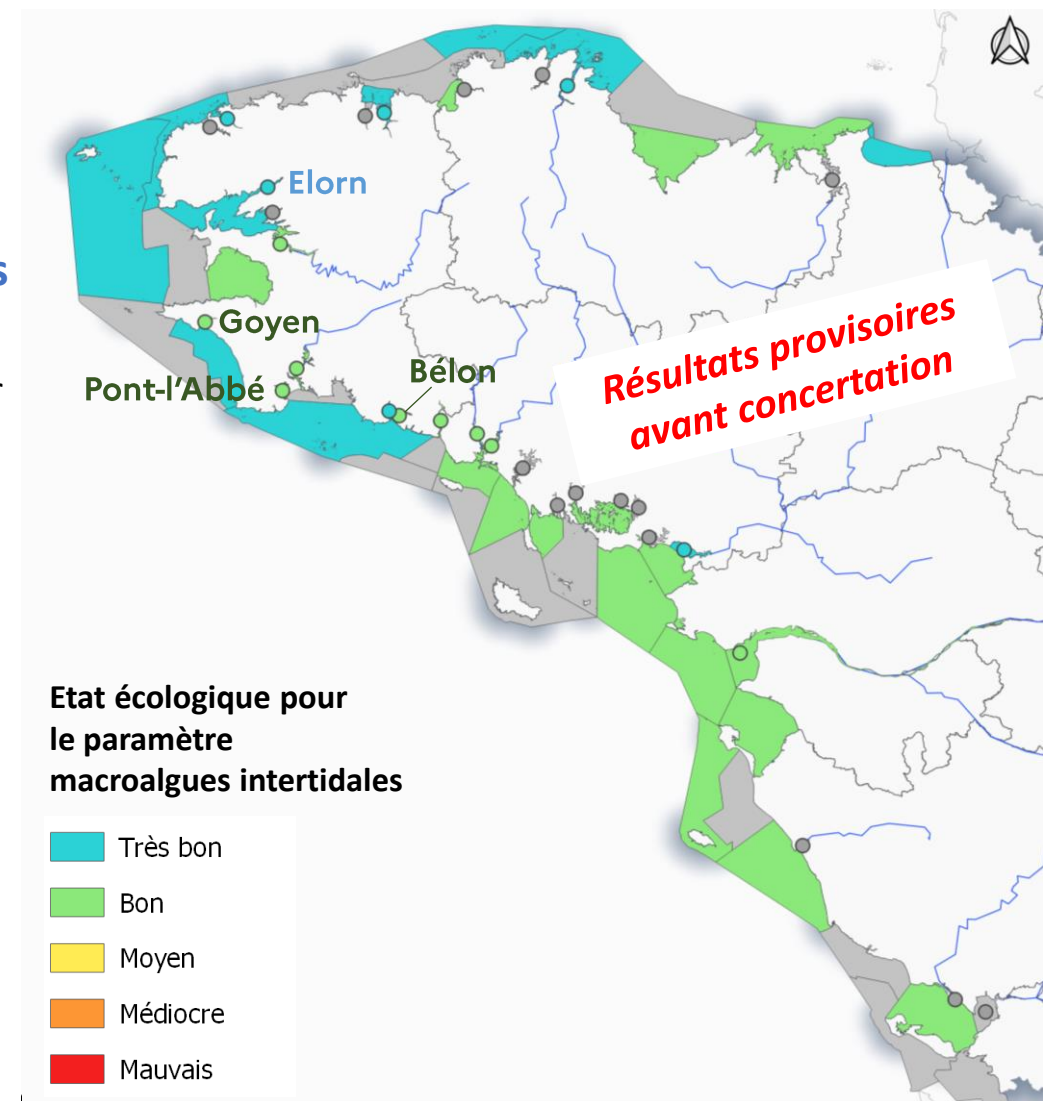 Elorn
s
Goyen
Pont-l'Abbé
Bélon
Résultats provisoires
avant concertation
Etat écologique pour
le paramètre
macroalgues intertidales
Très bon
Bon
Moyen
Médiocre
Mauvais